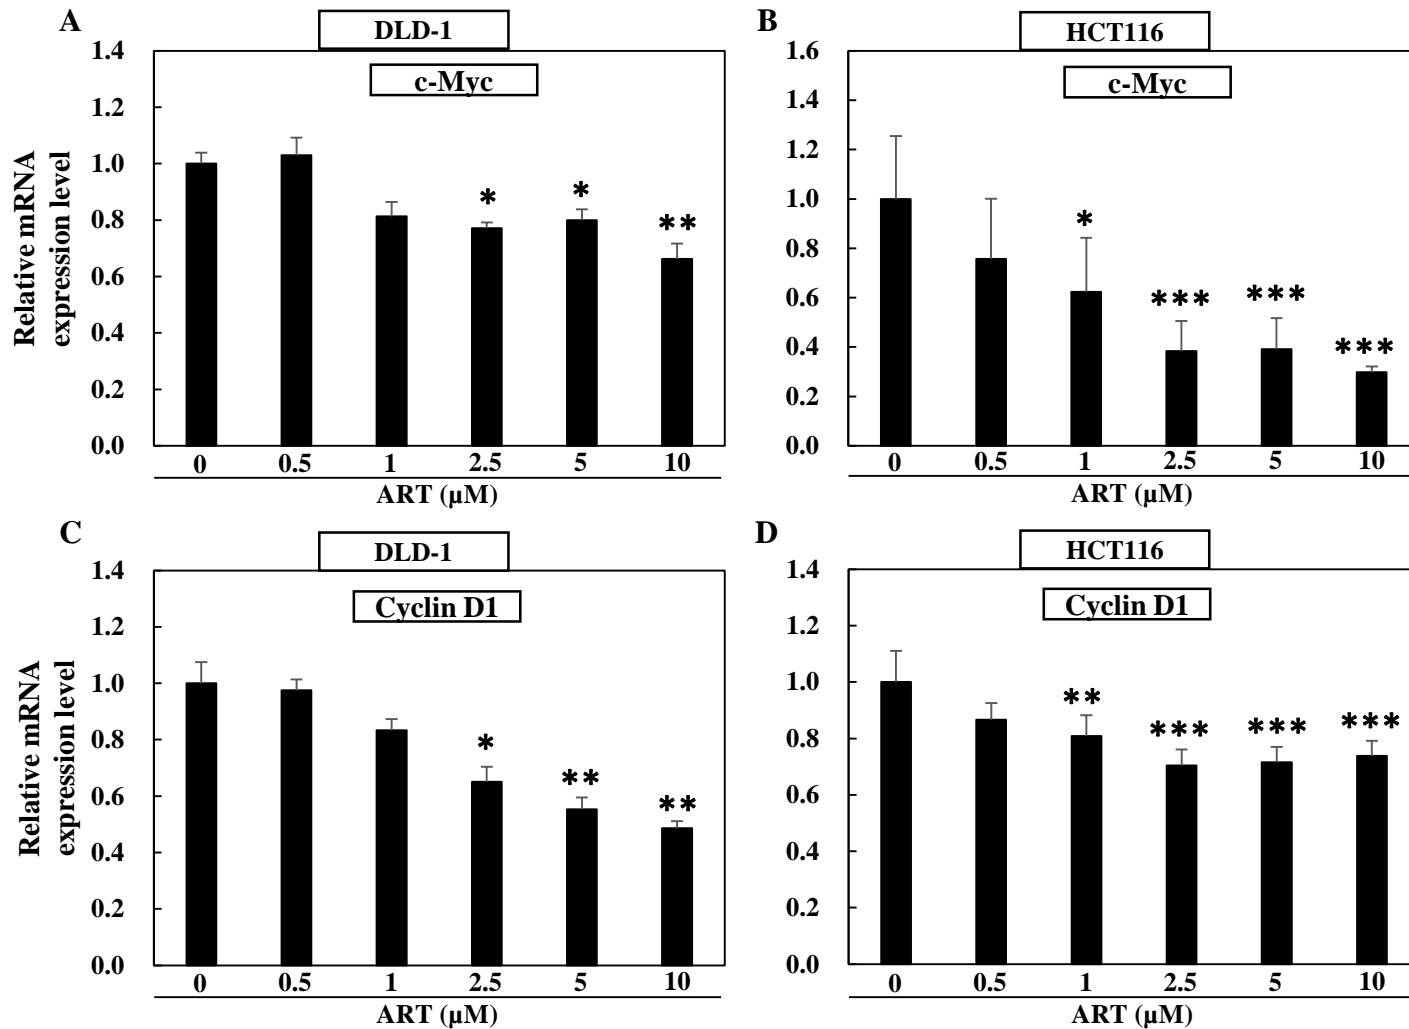 A
DLD-1
c-Myc
Relative mRNA
expression level
1.4
1.2
1.0
0.8
0.6
0.4
0.2
0.0
*
*
**
0 0.5 1 2.5 5 10
ART (µM)
B
HCT116
c-Myc
1.6
1.4
1.2
1.0
0.8
0.6
0.4
0.2
0.0
*
***
***
***
0 0.5 1 2.5 5 10
ART (µM)
C
DLD-1
Cyclin D1
Relative mRNA
expression level
1.4
1.2
1.0
0.8
0.6
0.4
0.2
0.0
*
**
**
0 0.5 1 2.5 5 10
ART (µM)
D
HCT116
Cyclin D1
1.4
1.2
1.0
0.8
0.6
0.4
0.2
0.0
**
***
***
***
0 0.5 1 2.5 5 10
ART (µM)